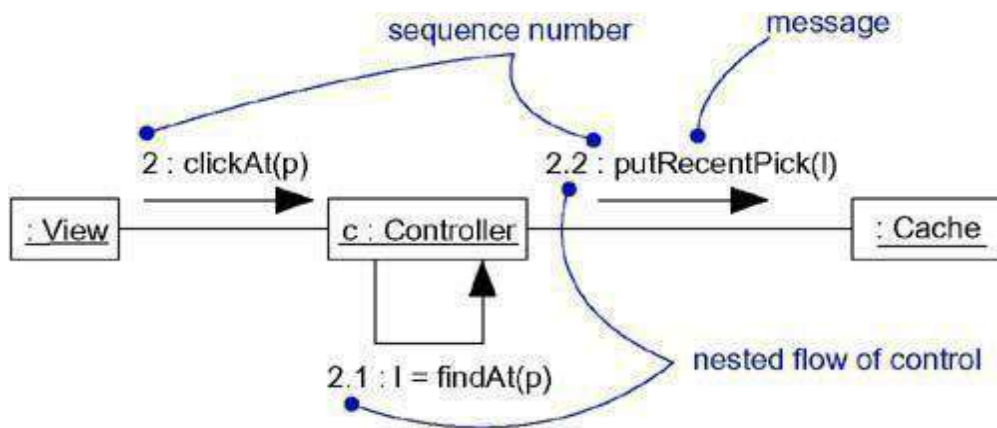 sequence number
message
2 : clickAt(p)
2.2 : putRecentPick(l)
: View
c : Controller
: Cache
2.1 : l = findAt(p)
nested flow of control